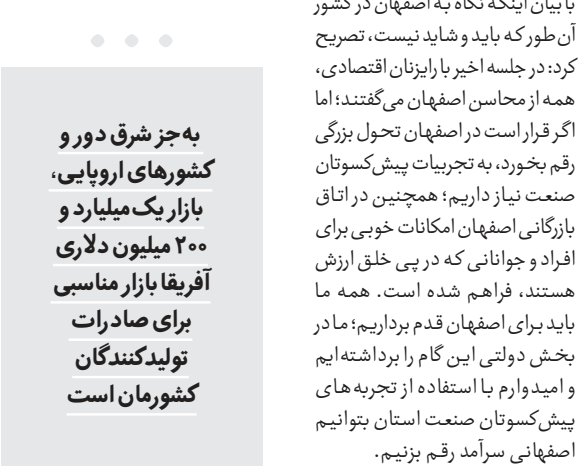 با بیان اینکه نگاه به اصفهان در کشور
آن‌طور که باید و شاید نیست، تصریح
کرد: در جلسه اخیر با رایزنان اقتصادی،
همه از محاسن اصفهان می‌گفتند؛ اما
اگر قرار است در اصفهان تحول بزرگی
رقم بخورد، به تجربیات پیش‌کسوتان
صنعت نیاز داریم؛ همچنین در اتاق
بازرگانی اصفهان امکانات خوبی برای
افراد و جوانانی که در پی خلق ارزش
هستند، فراهم شده است. همه ما
باید برای اصفهان قدم برداریم؛ ما در
بخش دولتی این گام را برداشته‌ایم
و امیدوارم با استفاده از تجربه‌های
پیش‌کسوتان صنعت استان بتوانیم
اصفهانی سرآمد رقم بزنیم.
به‌جز شرق دور و
کشورهای اروپایی،
بازار یک‌میلیارد و
۲۰۰ میلیون دلاری
آفریقا بازار مناسبی
برای صادرات
تولیدکنندگان
کشورمان است